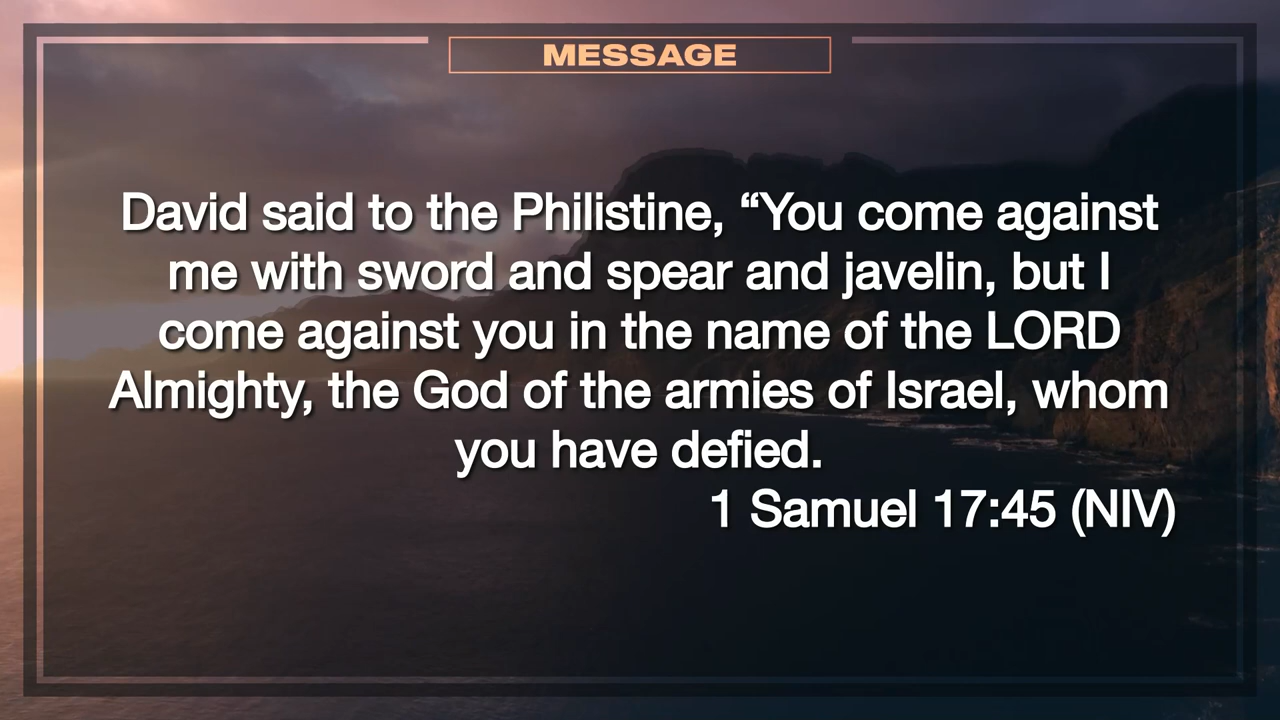 MESSAGE
David said to the Philistine, “You come against
me with sword and spear and javelin, but I
come against you in the name of the LORD
Almighty, the God of the armies of Israel, whom
you have defied.
1 Samuel 17:45 (NIV)